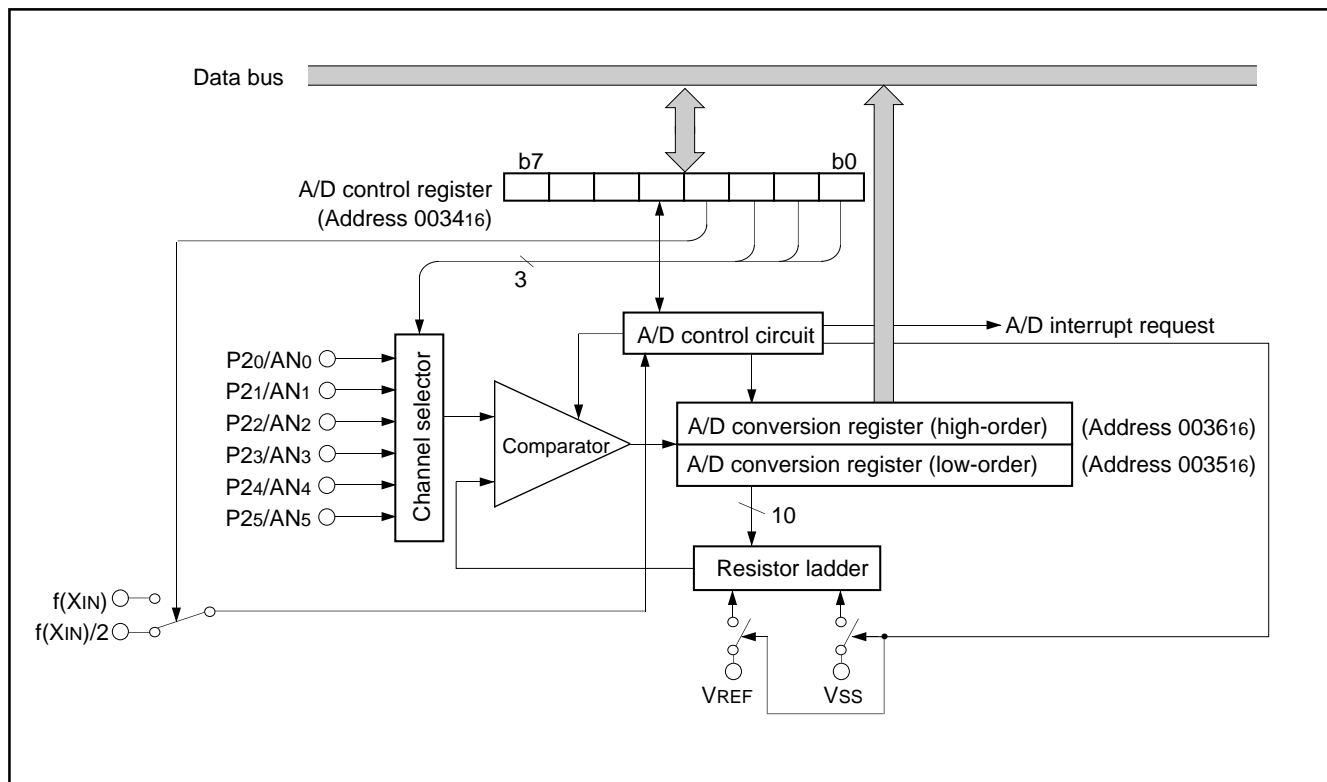 Data bus
b7
b0
A/D control register
(Address 003416)
3
A/D control circuit
A/D interrupt request
P20/AN0
P21/AN1
P22/AN2
P23/AN3
P24/AN4
P25/AN5
Channel selector
Comparator
A/D conversion register (high-order)
(Address 003616)
A/D conversion register (low-order)
(Address 003516)
10
Resistor ladder
f(XIN)
f(XIN)/2
VREF
VSS